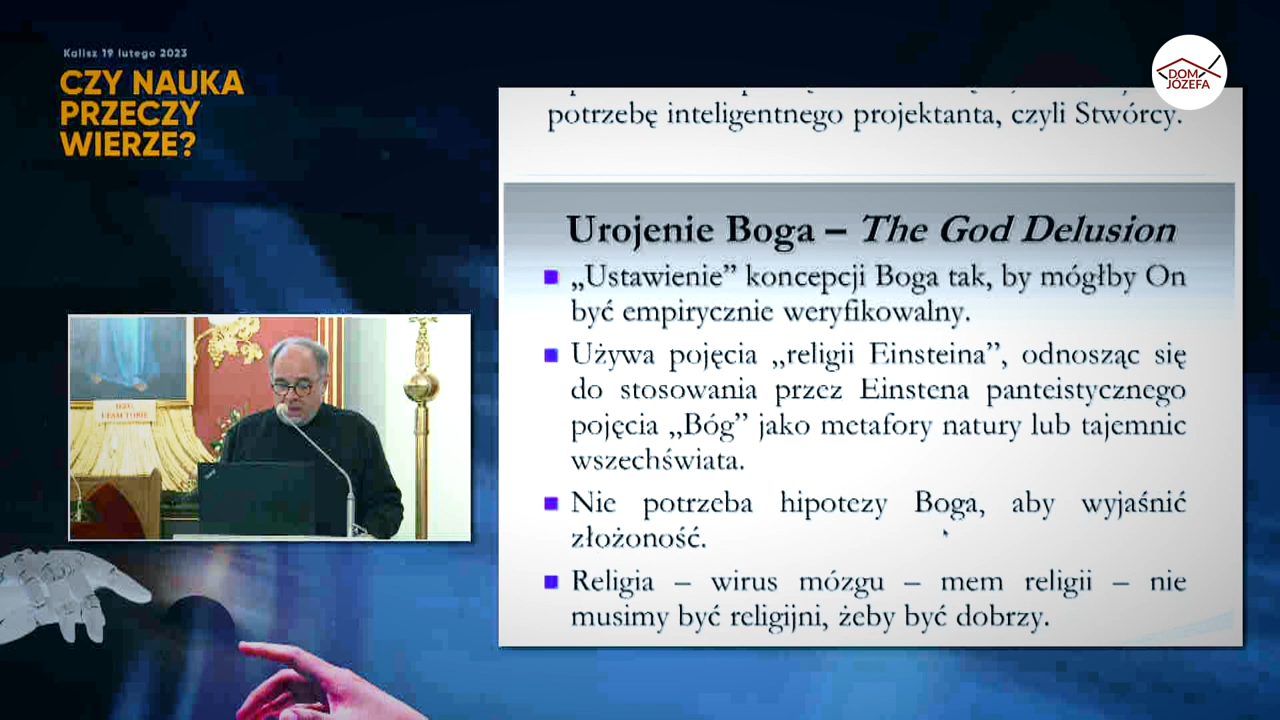 Kalisz 19 lutego 2023
CZY NAUKA
PRZECZY
WIERZE?
DOM
JÓZEFA
potrzebę inteligentnego projektanta, czyli Stwórcy.
Urojenie Boga – The God Delusion
„Ustawienie” koncepcji Boga tak, by mógłby On
być empirycznie weryfikowalny.
Używa pojęcia „religii Einsteina”, odnosząc się
do stosowania przez Einstena panteistycznego
pojęcia „Bóg” jako metafory natury lub tajemnic
wszechświata.
Nie potrzeba hipotezy Boga, aby wyjaśnić
złożoność.
Religia – wirus mózgu – mem religii – nie
musimy być religijni, żeby być dobrzy.